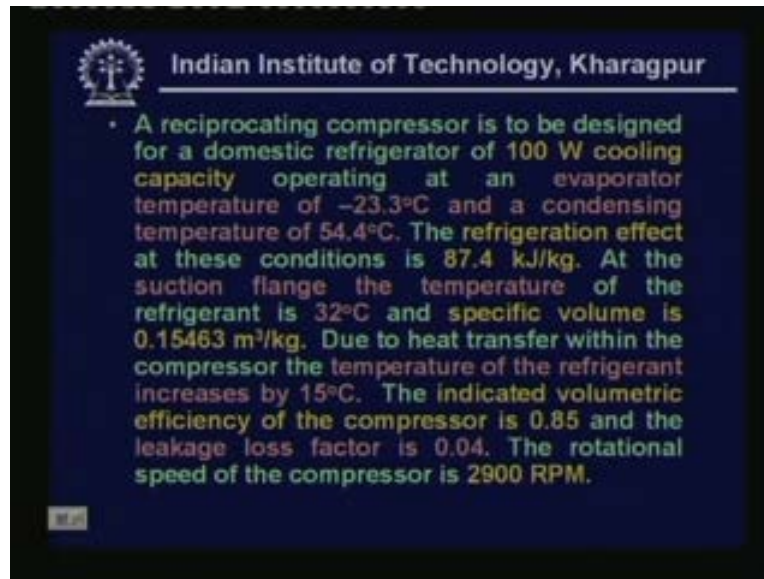 Indian Institute of Technology, Kharagpur
• A reciprocating compressor is to be designed
for a domestic refrigerator of 100 W cooling
capacity operating at an evaporator
temperature of –23.3ºC and a condensing
temperature of 54.4ºC. The refrigeration effect
at these conditions is 87.4 kJ/kg. At the
suction flange the temperature of the
refrigerant is 32ºC and specific volume is
0.15463 m³/kg. Due to heat transfer within the
compressor the temperature of the refrigerant
increases by 15ºC. The indicated volumetric
efficiency of the compressor is 0.85 and the
leakage loss factor is 0.04. The rotational
speed of the compressor is 2900 RPM.